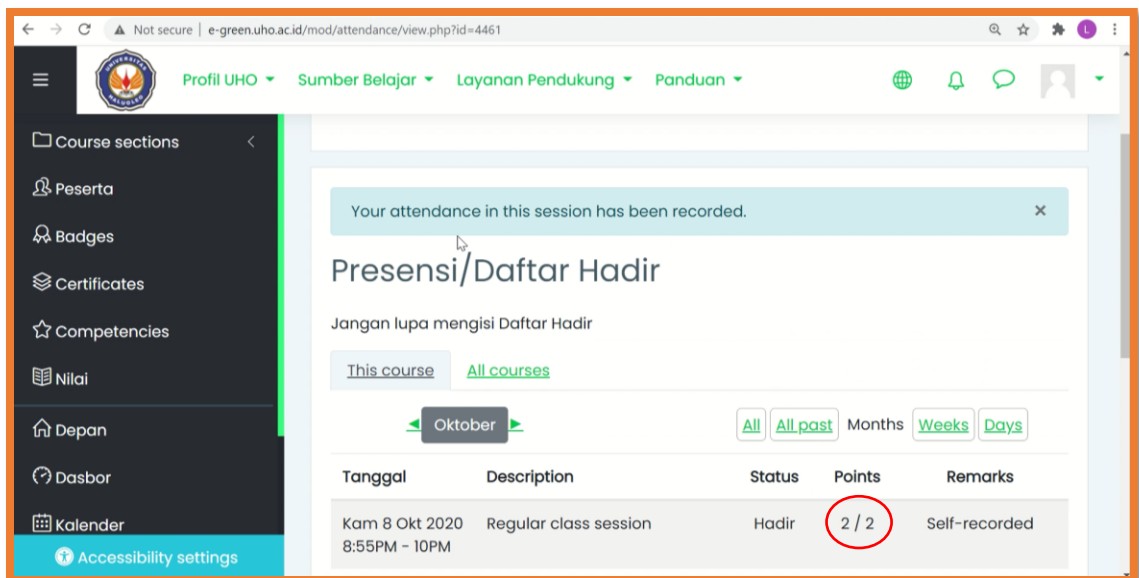 Not secure | e-green.uho.ac.id/mod/attendance/view.php?id=4461
L
Profil UHO Sumber Belajar Layanan Pendukung Panduan
Course sections
Peserta
Badges
Certificates
Competencies
Nilai
Depan
Dasbor
Kalender
Accessibility settings
Your attendance in this session has been recorded. ×
Presensi/Daftar Hadir
Jangan lupa mengisi Daftar Hadir
This course All courses
◄ Oktober ► All All past Months Weeks Days
Tanggal Description Status Points Remarks
Kam 8 Okt 2020 Regular class session Hadir 2 / 2 Self-recorded
8:55PM - 10PM